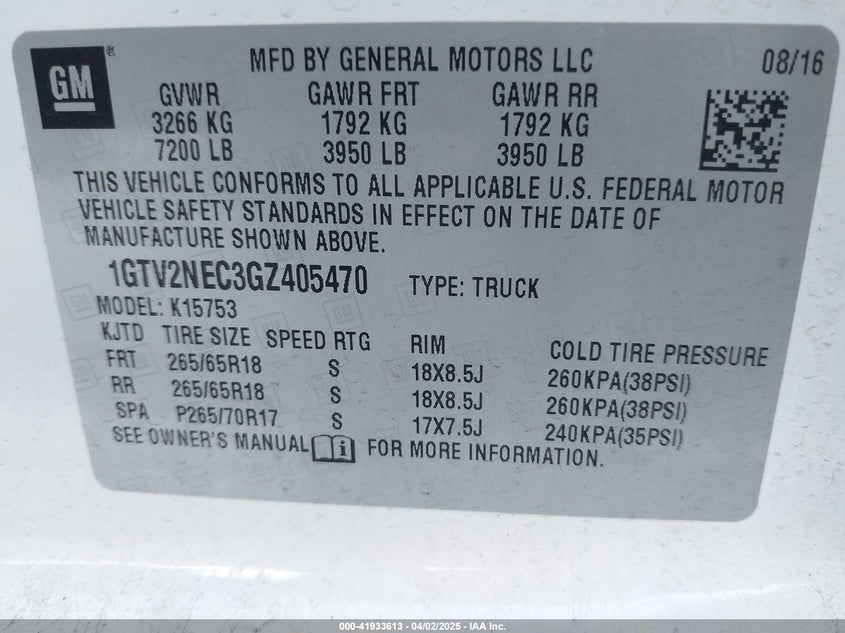 GM®
MFD BY GENERAL MOTORS LLC 08/16
GVWR GAWR FRT GAWR RR
3266 KG 1792 KG 1792 KG
7200 LB 3950 LB 3950 LB
THIS VEHICLE CONFORMS TO ALL APPLICABLE U.S. FEDERAL MOTOR
VEHICLE SAFETY STANDARDS IN EFFECT ON THE DATE OF
MANUFACTURE SHOWN ABOVE.
1GTV2NEC3GZ405470 TYPE: TRUCK
MODEL: K15753
KJTD TIRE SIZE SPEED RTG RIM COLD TIRE PRESSURE
FRT 265/65R18 S 18X8.5J 260KPA(38PSI)
RR 265/65R18 S 18X8.5J 260KPA(38PSI)
SPA P265/70R17 S 17X7.5J 240KPA(35PSI)
SEE OWNER'S MANUAL i FOR MORE INFORMATION.
000-41933613 - 04/02/2025 - IAA Inc.